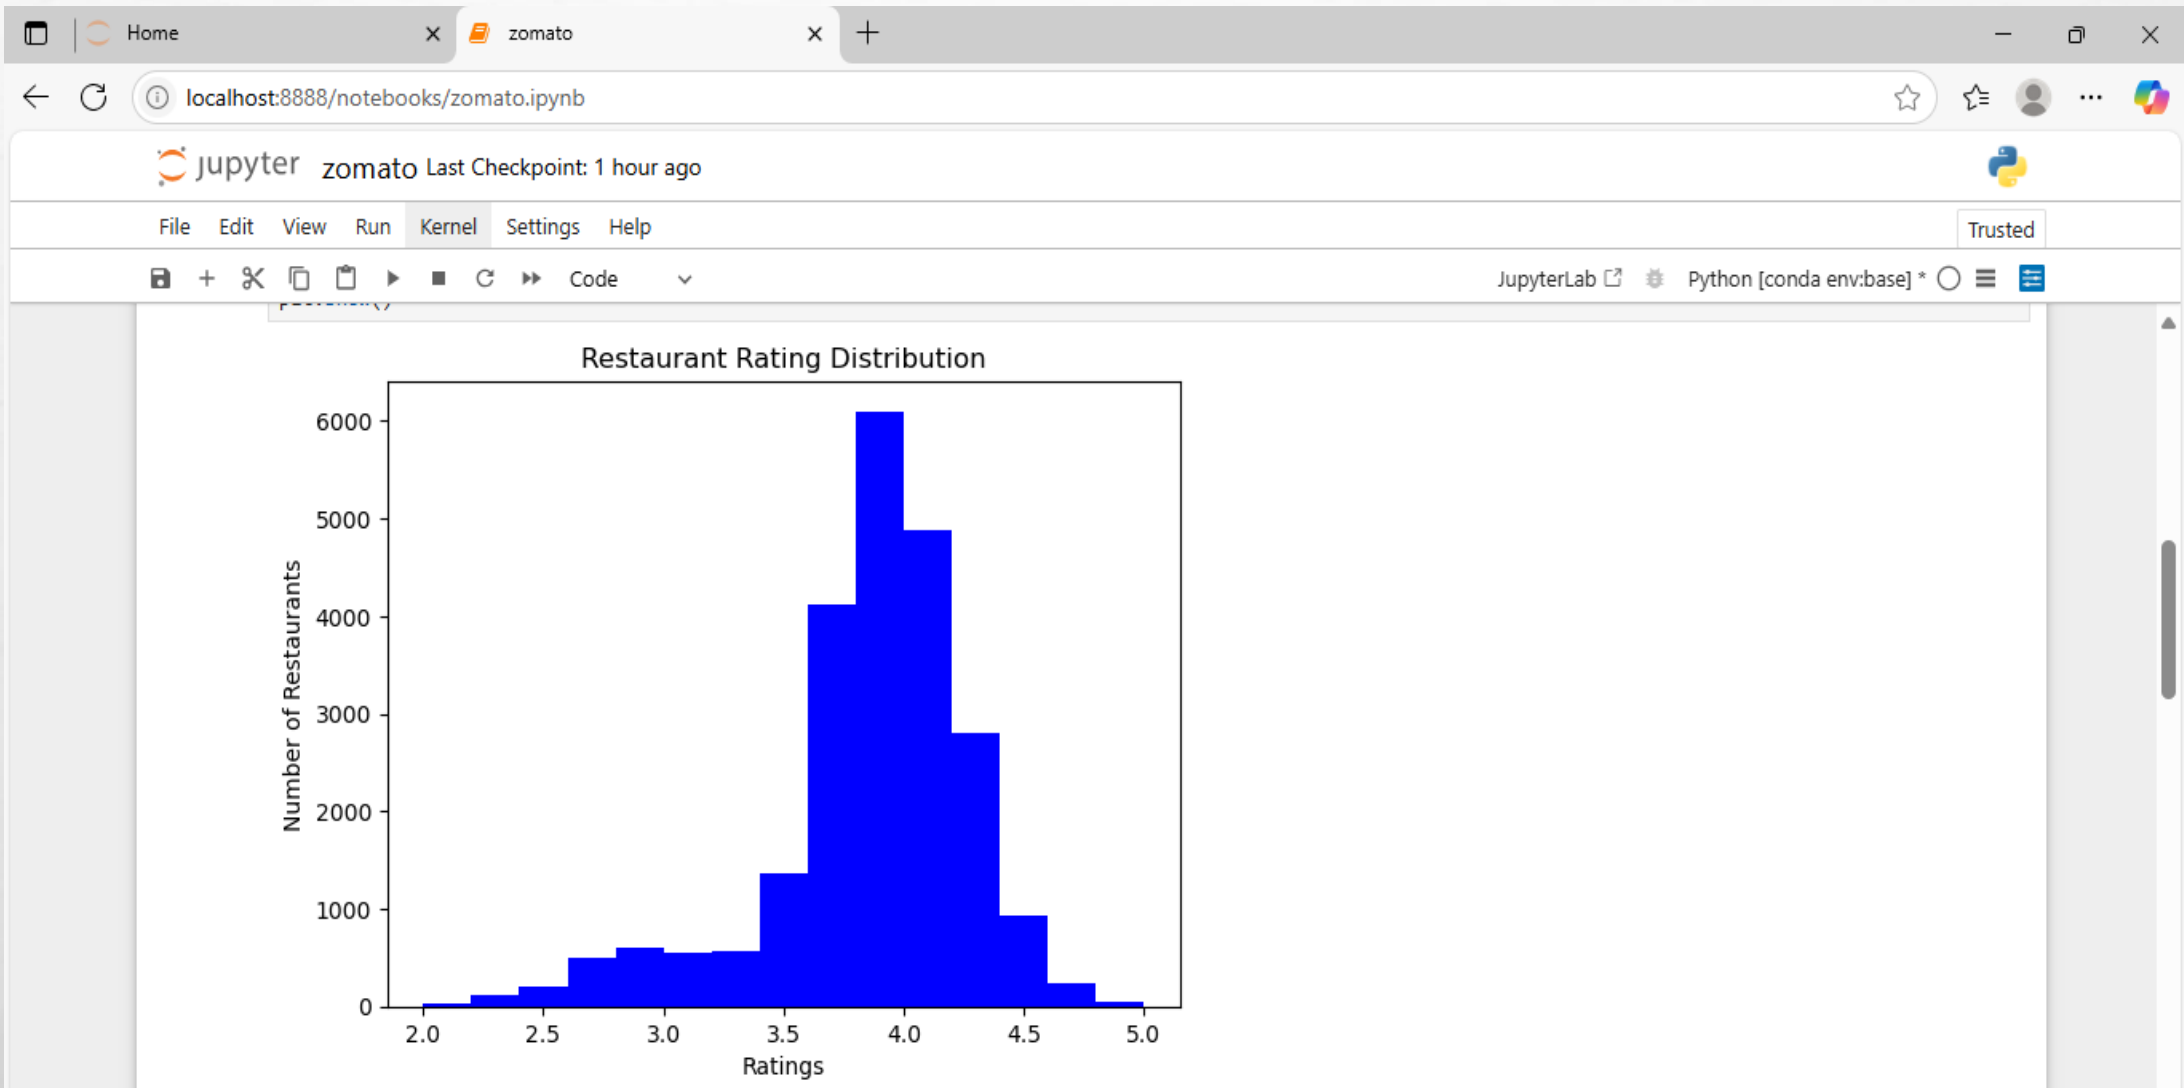 Home
zomato
localhost:8888/notebooks/zomato.ipynb
jupyter zomato Last Checkpoint: 1 hour ago
File Edit View Run Kernel Settings Help
Trusted
Code
JupyterLab
Python [conda env:base] *
Restaurant Rating Distribution
6000
5000
4000
3000
2000
1000
0
Number of Restaurants
2.0 2.5 3.0 3.5 4.0 4.5 5.0
Ratings